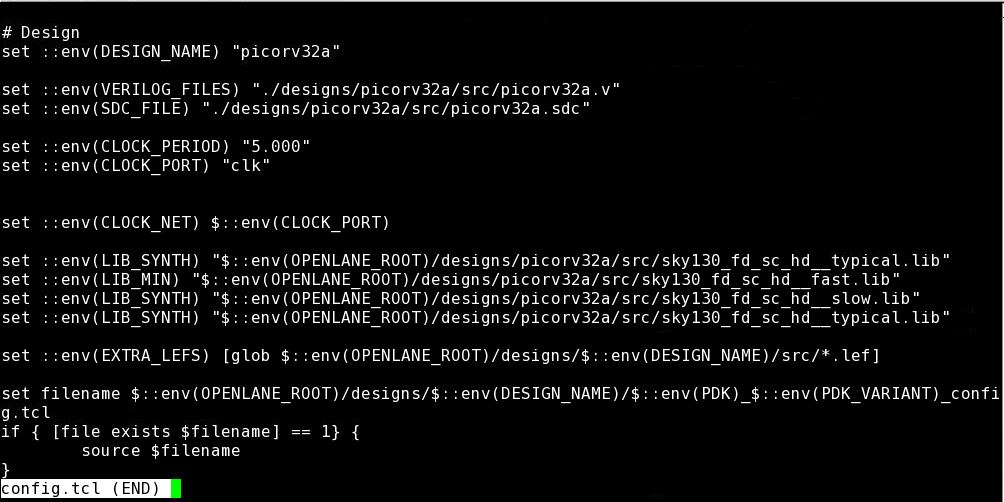 # Design
set ::env(DESIGN_NAME) "picorv32a"
set ::env(VERILOG_FILES) "./designs/picorv32a/src/picorv32a.v"
set ::env(SDC_FILE) "./designs/picorv32a/src/picorv32a.sdc"
set ::env(CLOCK_PERIOD) "5.000"
set ::env(CLOCK_PORT) "clk"
set ::env(CLOCK_NET) $::env(CLOCK_PORT)
set ::env(LIB_SYNTH) "$::env(OPENLANE_ROOT)/designs/picorv32a/src/sky130_fd_sc_hd__typical.lib"
set ::env(LIB_MIN) "$::env(OPENLANE_ROOT)/designs/picorv32a/src/sky130_fd_sc_hd__fast.lib"
set ::env(LIB_SYNTH) "$::env(OPENLANE_ROOT)/designs/picorv32a/src/sky130_fd_sc_hd__slow.lib"
set ::env(LIB_SYNTH) "$::env(OPENLANE_ROOT)/designs/picorv32a/src/sky130_fd_sc_hd__typical.lib"
set ::env(EXTRA_LEFS) [glob $::env(OPENLANE_ROOT)/designs/$::env(DESIGN_NAME)/src/*.lef]
set filename $::env(OPENLANE_ROOT)/designs/$::env(DESIGN_NAME)/$::env(PDK)_$::env(PDK_VARIANT)_confi
g.tcl
if { [file exists $filename] == 1} {
        source $filename
}
config.tcl (END)